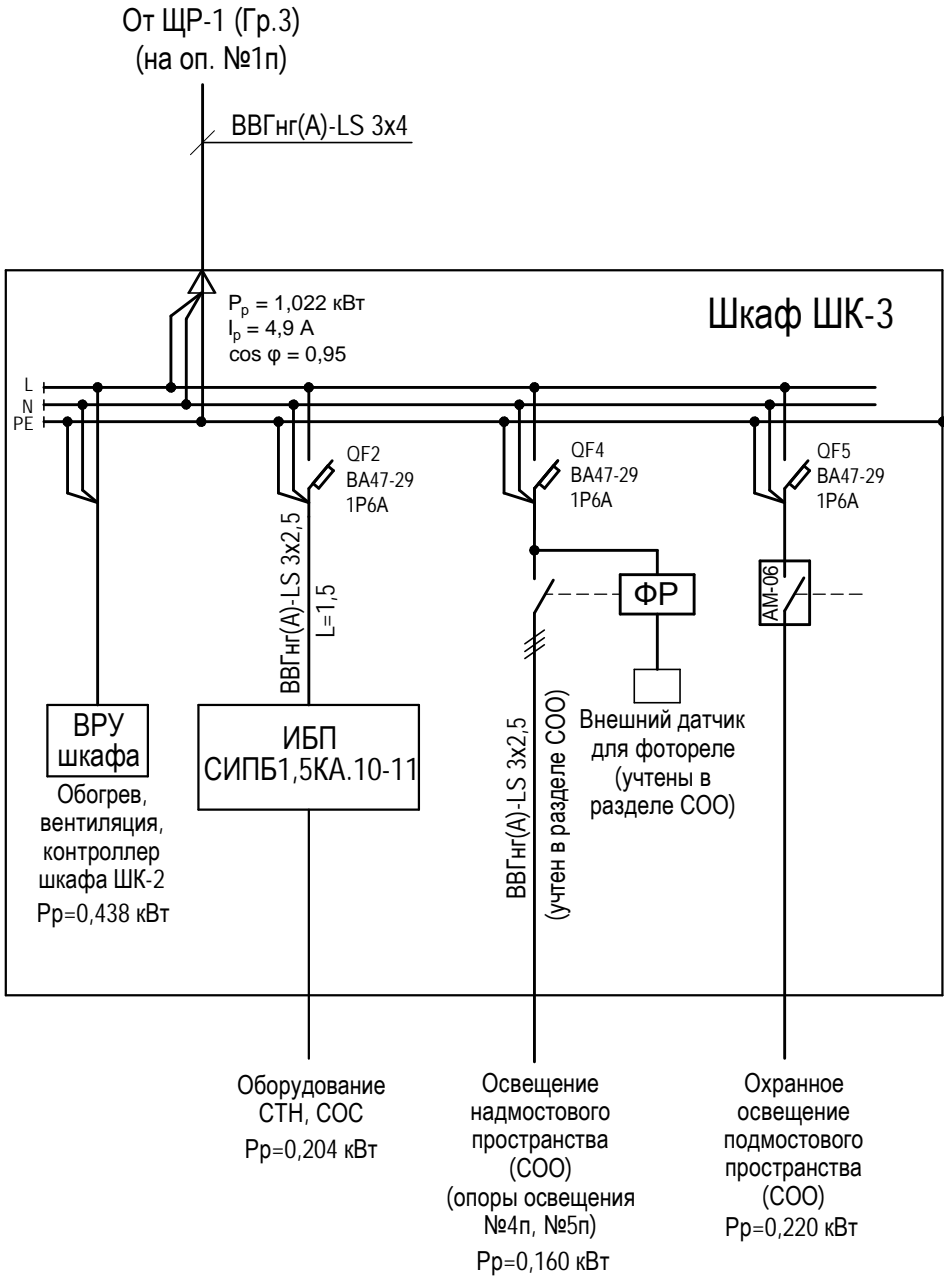 От ЩР-1 (Гр.3)
(на оп. №1п)
ВВГнг(А)-LS 3х4
Pр = 1,022 кВт
Iр = 4,9 А
cos φ = 0,95
Шкаф ШК-3
L
N
PE
QF2
ВА47-29
1Р6А
QF4
ВА47-29
1Р6А
QF5
ВА47-29
1Р6А
ВВГнг(А)-LS 3х2,5
L=1,5
ФР
АМ-06
ВРУ
шкафа
Обогрев,
вентиляция,
контроллер
шкафа ШК-2
Рр=0,438 кВт
ИБП
СИПБ1,5КА.10-11
ВВГнг(А)-LS 3х2,5
(учтен в разделе СОО)
Внешний датчик
для фотореле
(учтены в
разделе СОО)
Оборудование
СТН, СОС
Рр=0,204 кВт
Освещение
надмостового
пространства
(СОО)
(опоры освещения
№4п, №5п)
Рр=0,160 кВт
Охранное
освещение
подмостового
пространства
(СОО)
Рр=0,220 кВт